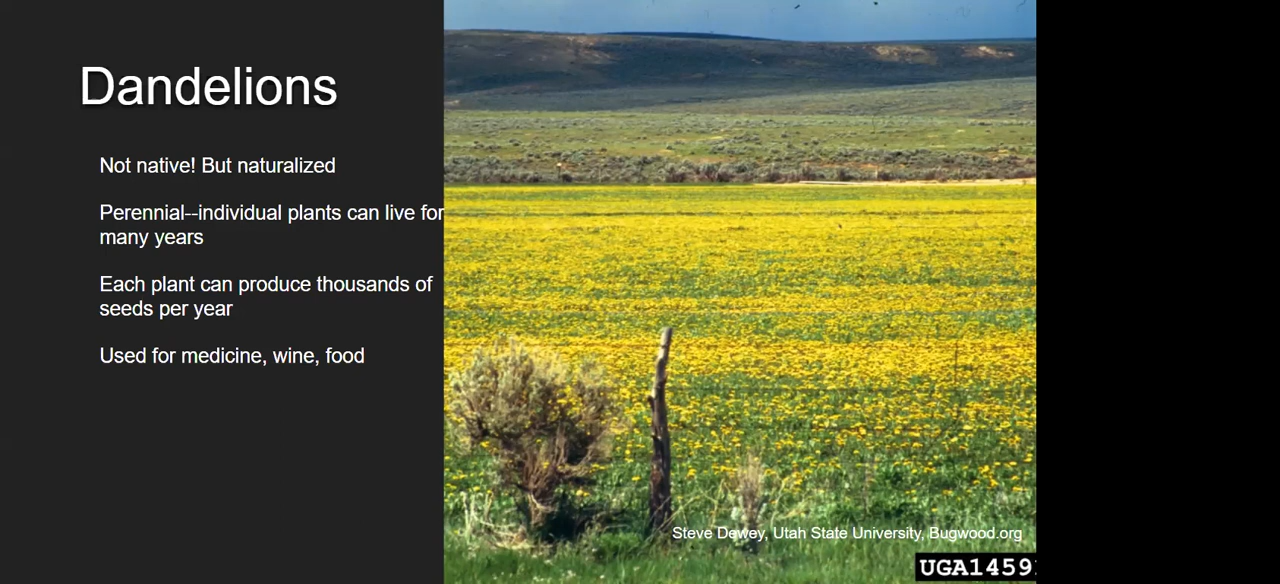 Dandelions
Not native! But naturalized
Perennial--individual plants can live for
many years
Each plant can produce thousands of
seeds per year
Used for medicine, wine, food
Steve Dewey, Utah State University, Bugwood.org
UGA1459